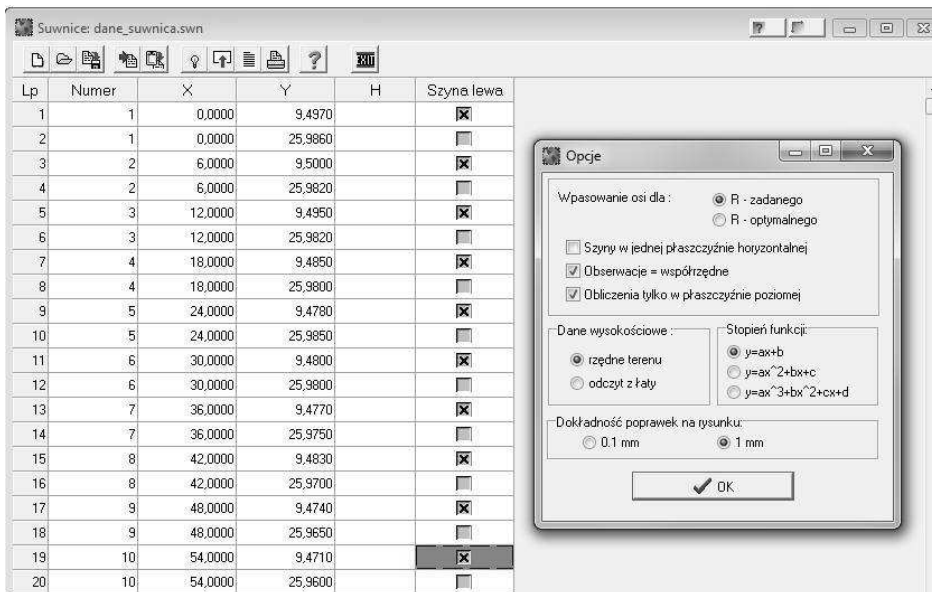 Suwnice: dane_suwnica.swn
Lp Numer X Y H Szyna lewa
1 1 0,0000 9,4970
2 1 0,0000 25,9860
3 2 6,0000 9,5000
4 2 6,0000 25,9820
5 3 12,0000 9,4950
6 3 12,0000 25,9820
7 4 18,0000 9,4850
8 4 18,0000 25,9800
9 5 24,0000 9,4780
10 5 24,0000 25,9850
11 6 30,0000 9,4800
12 6 30,0000 25,9800
13 7 36,0000 9,4770
14 7 36,0000 25,9750
15 8 42,0000 9,4830
16 8 42,0000 25,9700
17 9 48,0000 9,4740
18 9 48,0000 25,9650
19 10 54,0000 9,4710
20 10 54,0000 25,9600
Opcje
Wpasowanie osi dla :
R - zadanego
R - optymalnego
Szyny w jednej płaszczyźnie horyzontalnej
Obserwacje = współrzędne
Obliczenia tylko w płaszczyźnie poziomej
Dane wysokościowe :
rzędne terenu
odczyt z łaty
Stopień funkcji:
y=ax+b
y=ax^2+bx+c
y=ax^3+bx^2+cx+d
Dokładność poprawek na rysunku:
0.1 mm
1 mm
OK